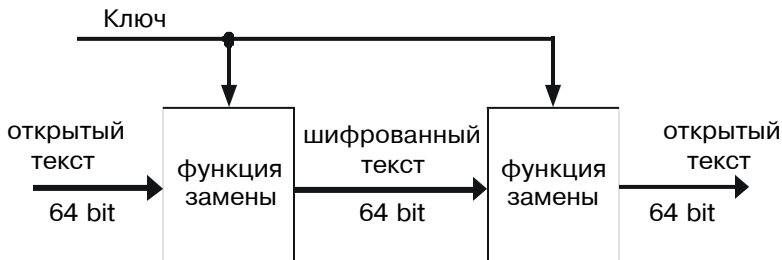 Ключ
открытый
текст
64 bit
функция
замены
шифрованный
текст
64 bit
функция
замены
открытый
текст
64 bit